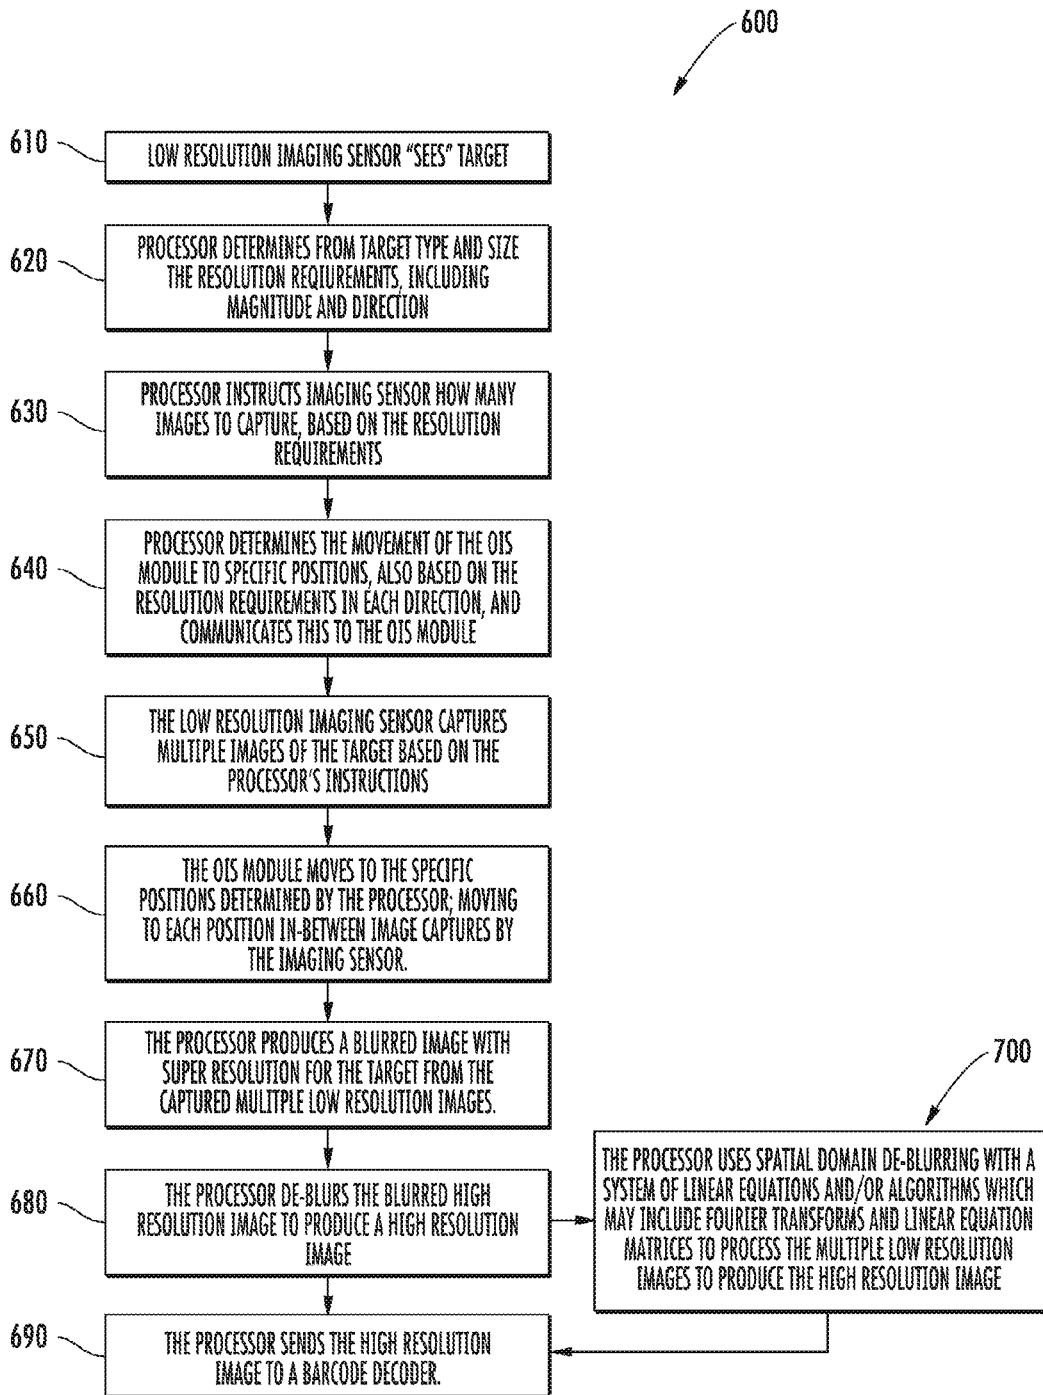 600
610
LOW RESOLUTION IMAGING SENSOR "SEES" TARGET
620
PROCESSOR DETERMINES FROM TARGET TYPE AND SIZE
THE RESOLUTION REQIUREMENTS, INCLUDING
MAGNITUDE AND DIRECTION
630
PROCESSOR INSTRUCTS IMAGING SENSOR HOW MANY
IMAGES TO CAPTURE, BASED ON THE RESOLUTION
REQUIREMENTS
640
PROCESSOR DETERMINES THE MOVEMENT OF THE OIS
MODULE TO SPECIFIC POSITIONS, ALSO BASED ON THE
RESOLUTION REQUIREMENTS IN EACH DIRECTION, AND
COMMUNICATES THIS TO THE OIS MODULE
650
THE LOW RESOLUTION IMAGING SENSOR CAPTURES
MULTIPLE IMAGES OF THE TARGET BASED ON THE
PROCESSOR'S INSTRUCTIONS
660
THE OIS MODULE MOVES TO THE SPECIFIC
POSITIONS DETERMINED BY THE PROCESSOR; MOVING
TO EACH POSITION IN-BETWEEN IMAGE CAPTURES BY
THE IMAGING SENSOR.
670
THE PROCESSOR PRODUCES A BLURRED IMAGE WITH
SUPER RESOLUTION FOR THE TARGET FROM THE
CAPTURED MULITPLE LOW RESOLUTION IMAGES.
680
THE PROCESSOR DE-BLURS THE BLURRED HIGH
RESOLUTION IMAGE TO PRODUCE A HIGH RESOLUTION
IMAGE
700
THE PROCESSOR USES SPATIAL DOMAIN DE-BLURRING WITH A
SYSTEM OF LINEAR EQUATIONS AND/OR ALGORITHMS WHICH
MAY INCLUDE FOURIER TRANSFORMS AND LINEAR EQUATION
MATRICES TO PROCESS THE MULTIPLE LOW RESOLUTION
IMAGES TO PRODUCE THE HIGH RESOLUTION IMAGE
690
THE PROCESSOR SENDS THE HIGH RESOLUTION
IMAGE TO A BARCODE DECODER.